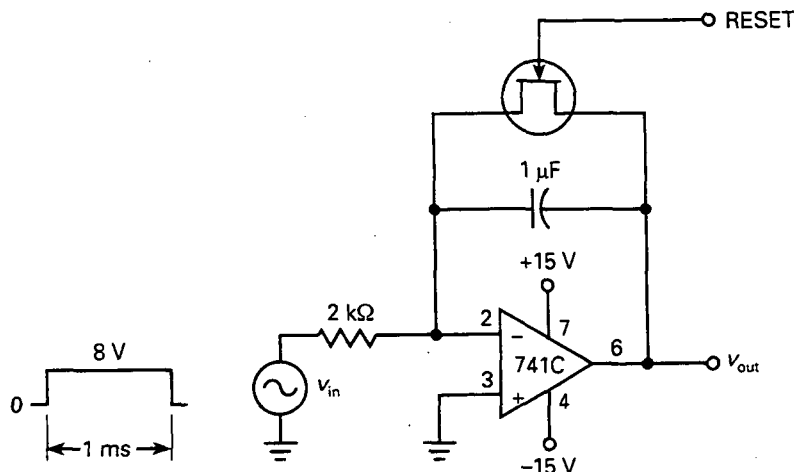 RESET
1 μF
+15 V
2 kΩ
2
7
8 V
−
741C
6
v_out
0
v_in
3
+
4
1 ms
−15 V